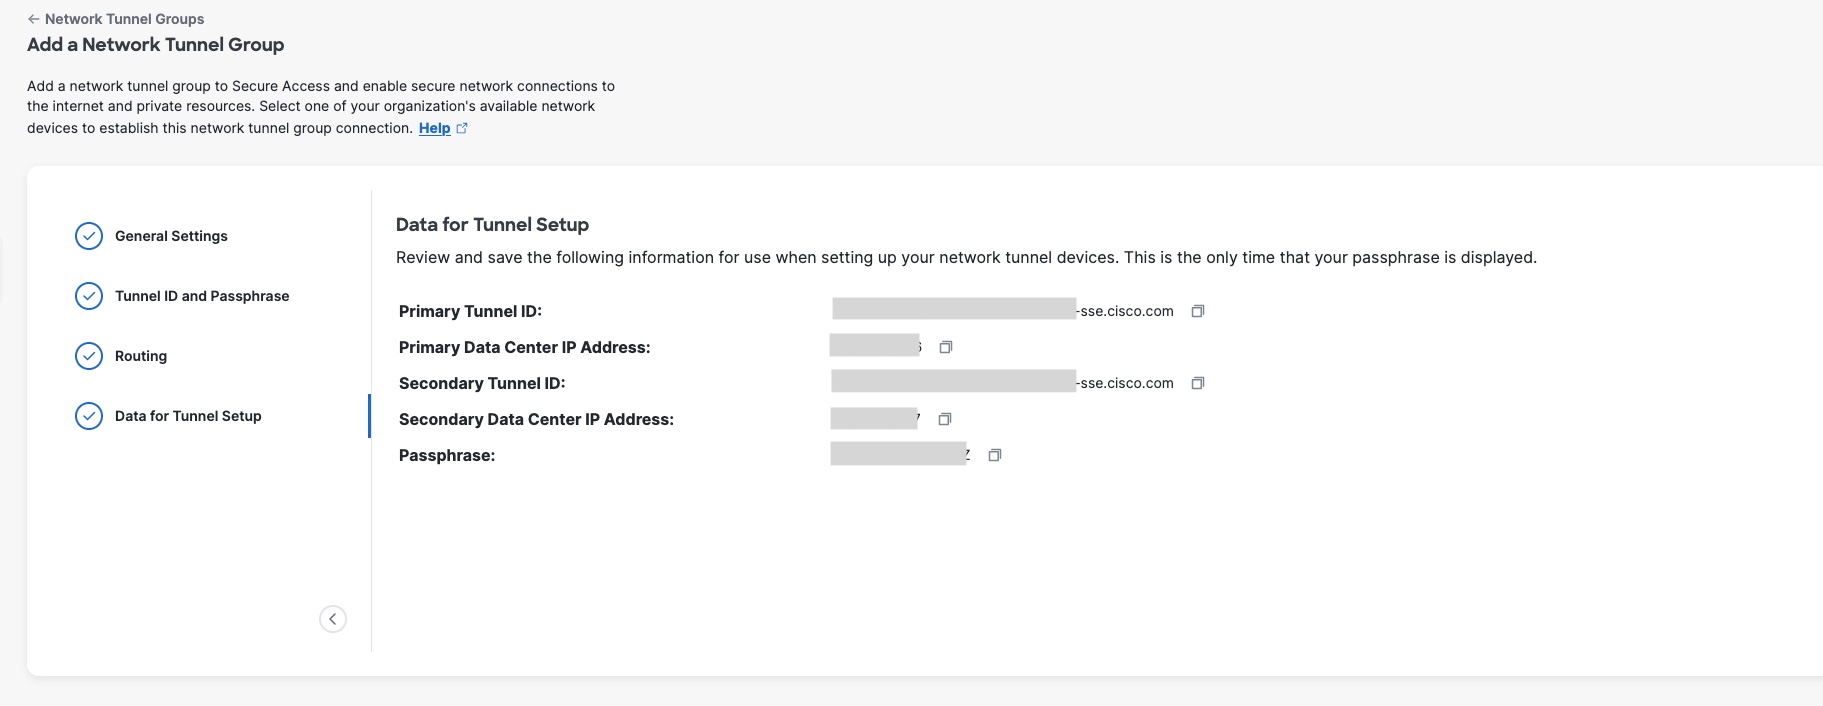 Network Tunnel Groups
Add a Network Tunnel Group
Add a network tunnel group to Secure Access and enable secure network connections to
the internet and private resources. Select one of your organization's available network
devices to establish this network tunnel group connection. Help
General Settings
Tunnel ID and Passphrase
Routing
Data for Tunnel Setup
Data for Tunnel Setup
Review and save the following information for use when setting up your network tunnel devices. This is the only time that your passphrase is displayed.
Primary Tunnel ID: -sse.cisco.com
Primary Data Center IP Address:
Secondary Tunnel ID: -sse.cisco.com
Secondary Data Center IP Address:
Passphrase: